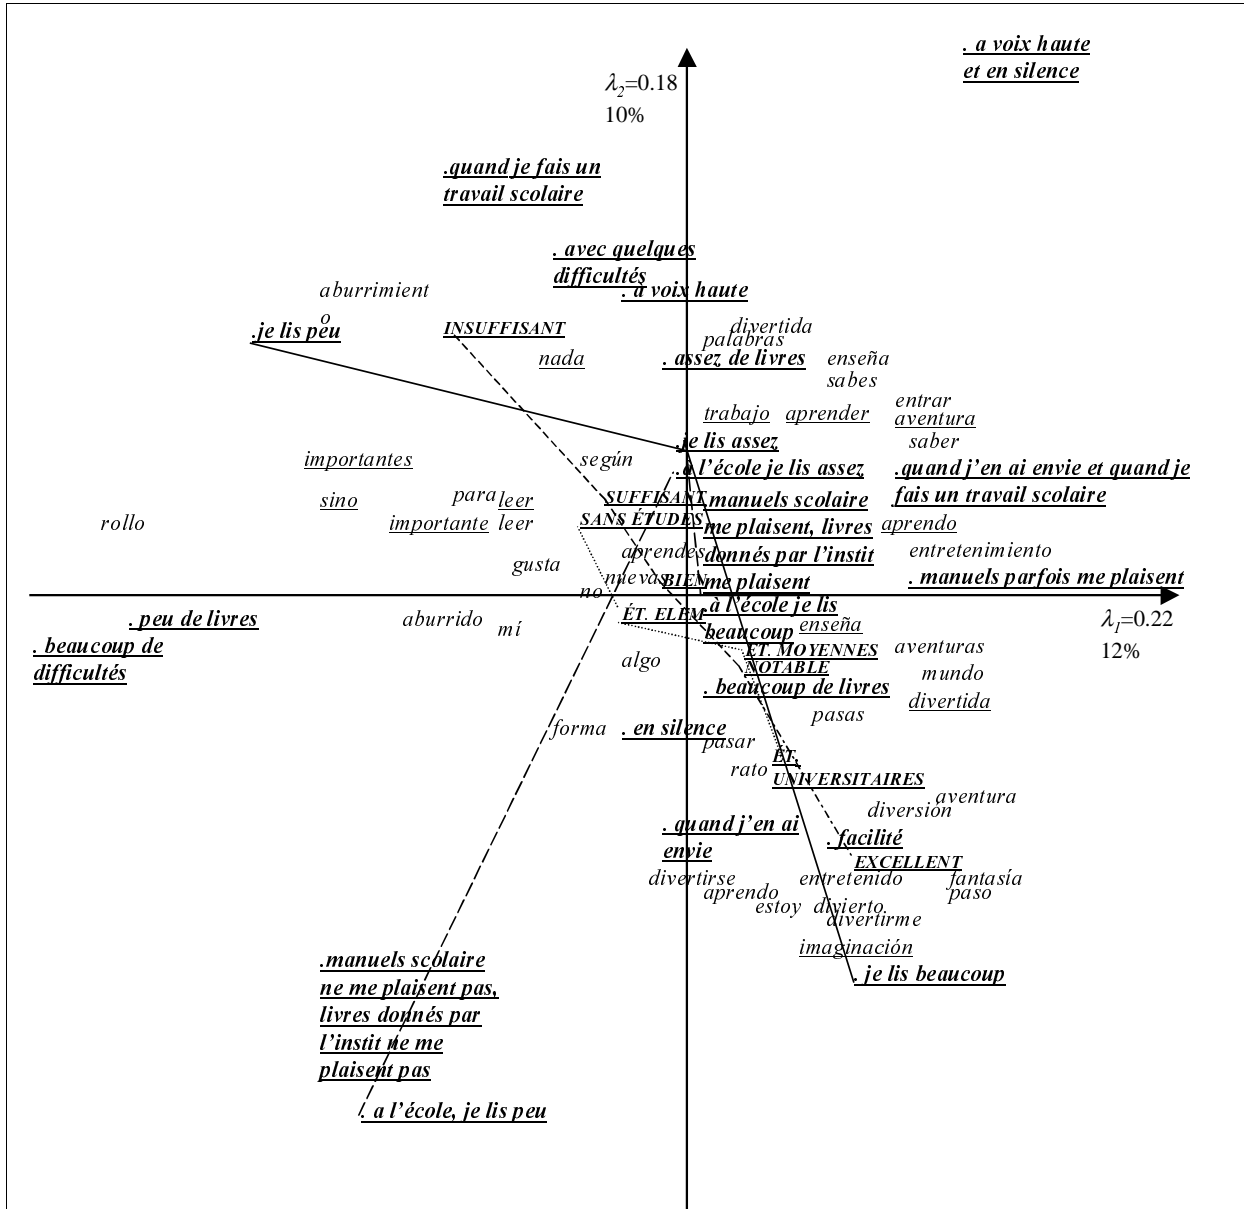 . a voix haute
et en silence
λ2=0.18
10%
.quand je fais un
travail scolaire
. avec quelques
difficultés
. à voix haute
aburrimient
o
.je lis peu
INSUFFISANT
divertida
palabras
nada
. assez de livres
enseña
sabes
entrar
trabajo aprender aventura
.je lis assez
saber
importantes
según
.à l’école je lis assez
.quand j’en ai envie et quand je
fais un travail scolaire
sino
para leer
SUFFISANT
.manuels scolaire
me plaisent, livres
donnés par l’instit
me plaisent
rollo
importante leer
SANS ÉTUDES
aprendo
aprendes
entretenimiento
gusta
nuevas
BIEN
. manuels parfois me plaisent
no
. peu de livres
aburrido
ÉT. ELEM
.à l’école je lis
beaucoup
enseña
λ1=0.22
12%
. beaucoup de
difficultés
mí
algo
ET. MOYENNES
NOTABLE
aventuras
mundo
. beaucoup de livres
divertida
pasas
forma
. en silence
pasar
rato
ÉT.
UNIVERSITAIRES
aventura
diversión
. quand j’en ai
envie
. facilité
EXCELLENT
divertirse
entretenido
fantasía
aprendo
paso
estoy divierto
divertirme
imaginación
. je lis beaucoup
.manuels scolaire
ne me plaisent pas,
livres donnés par
l’instit ne me
plaisent pas
. a l’école, je lis peu